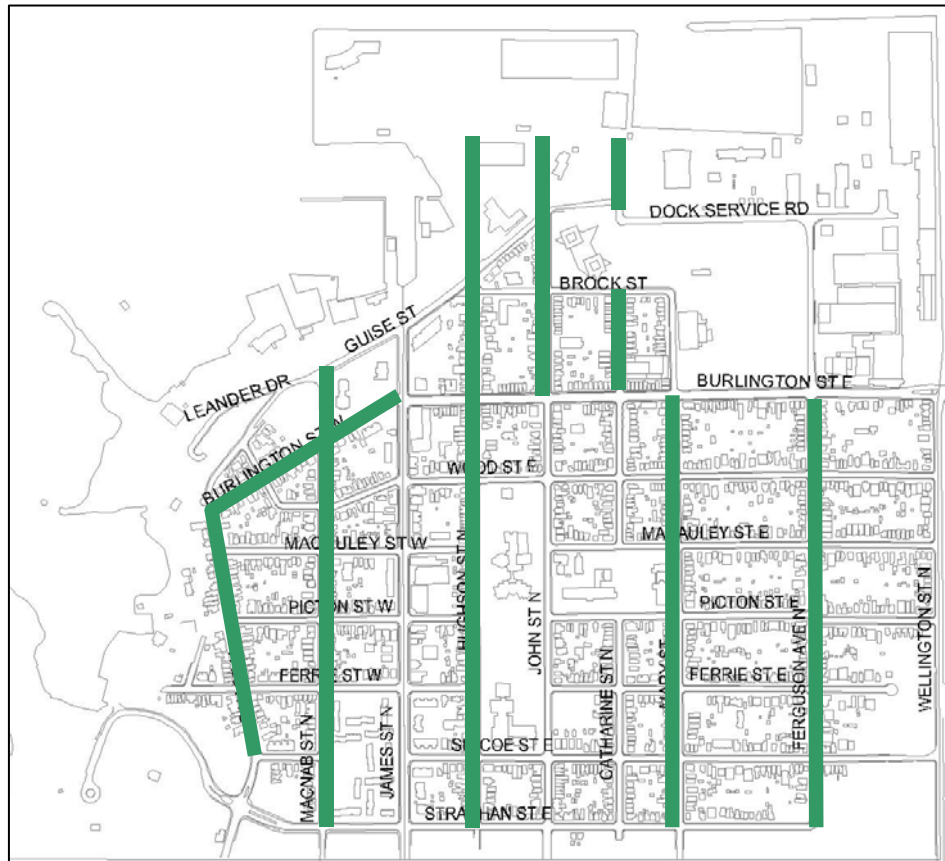 DOCK SERVICE RD
BROCK ST
GUISE ST
LEANDER DR
BURLINGTON ST E
BURLINGTON ST W
WOOD ST E
MACAULEY ST W
MACAULEY ST E
PICTON ST W
PICTON ST E
HUGHSON ST N
JOHN ST N
FERRIE ST W
FERRIE ST E
MARY ST
CATHARINE ST N
FERGUSON AVE N
WELLINGTON ST N
MACNAB ST N
JAMES ST N
SIMCOE ST E
STRACHAN ST E